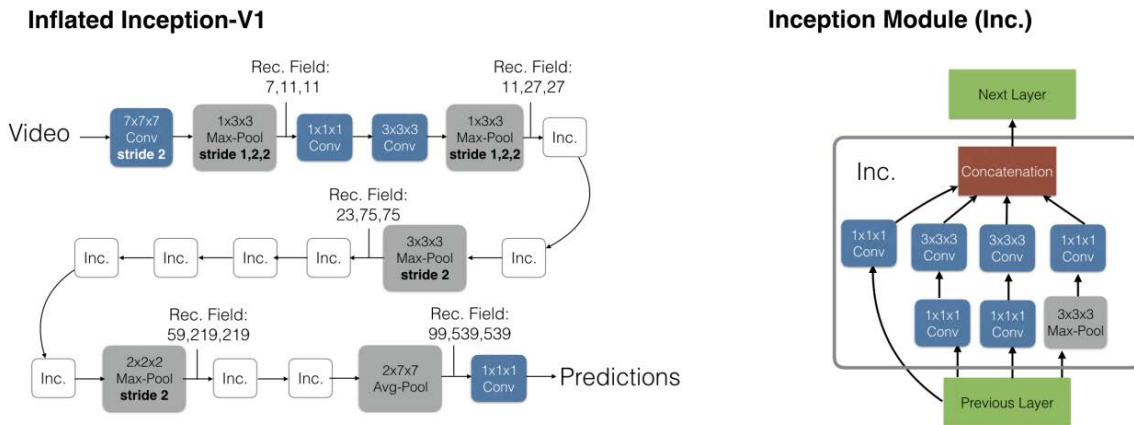 Inflated Inception-V1
Video
7x7x7
Conv
stride 2
1x3x3
Max-Pool
stride 1,2,2
Rec. Field:
7,11,11
1x1x1
Conv
3x3x3
Conv
1x3x3
Max-Pool
stride 1,2,2
Rec. Field:
11,27,27
Inc.
Inc.
3x3x3
Max-Pool
stride 2
Rec. Field:
23,75,75
Inc.
Inc.
Inc.
Inc.
Inc.
2x2x2
Max-Pool
stride 2
Rec. Field:
59,219,219
Inc.
Inc.
2x7x7
Avg-Pool
Rec. Field:
99,539,539
1x1x1
Conv
Predictions
Inception Module (Inc.)
Next Layer
Inc.
Concatenation
1x1x1
Conv
3x3x3
Conv
3x3x3
Conv
1x1x1
Conv
1x1x1
Conv
1x1x1
Conv
3x3x3
Max-Pool
Previous Layer